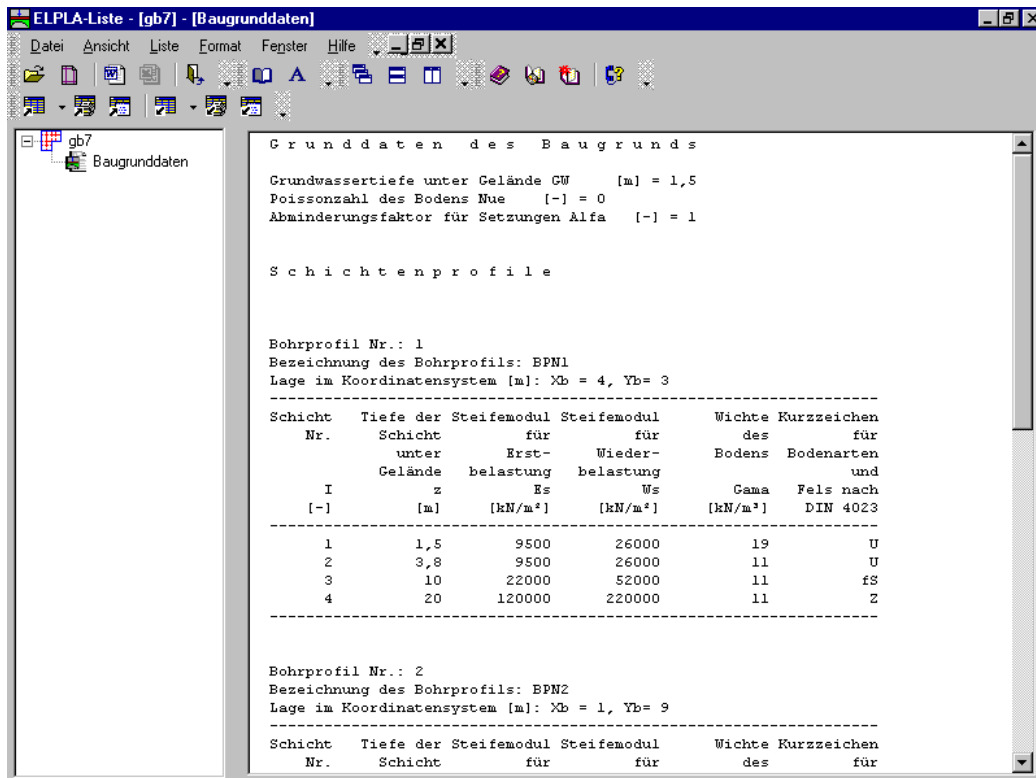 ELPLA-Liste - [gb7] - [Baugrunddaten]
Datei Ansicht Liste Format Fenster Hilfe
gb7
Baugrunddaten
G r u n d d a t e n   d e s   B a u g r u n d s
Grundwassertiefe unter Gelände GW [m] = 1,5
Poissonzahl des Bodens Nue [-] = 0
Abminderungsfaktor für Setzungen Alfa [-] = 1
S c h i c h t e n p r o f i l e
Bohrprofil Nr.: 1
Bezeichnung des Bohrprofils: BPN1
Lage im Koordinatensystem [m]: Xb = 4, Yb= 3
Schicht Tiefe der Steifemodul Steifemodul Wichte Kurzzeichen
Nr. Schicht für für des für
unter Erst- Wieder- Bodens Bodenarten
Gelände belastung belastung und
I z Es Ws Gama Fels nach
[-] [m] [kN/m²] [kN/m²] [kN/m³] DIN 4023
1 1,5 9500 26000 19 U
2 3,8 9500 26000 11 U
3 10 22000 52000 11 fS
4 20 120000 220000 11 Z
Bohrprofil Nr.: 2
Bezeichnung des Bohrprofils: BPN2
Lage im Koordinatensystem [m]: Xb = 1, Yb= 9
Schicht Tiefe der Steifemodul Steifemodul Wichte Kurzzeichen
Nr. Schicht für für des für